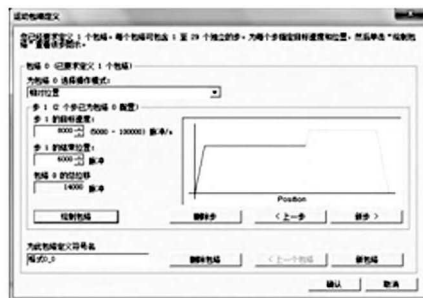 运动包络定义
您已经要求定义 1 个包络。每个包络可包含 1 至 29 个独立的步。为每个步指定目标速度和位置。然后单击“绘制包
络”查看该步图示。
包络 0 (已要求定义 1 个包络)
为包络 0 选择操作模式:
相对位置
步 1 (2 个步已为包络 0 配置)
步 1 的目标速度:
8000 (5000 - 100000) 脉冲/s
步 1 的结束位置:
6000 脉冲
包络 0 的总位移
14000 脉冲
Position
绘制包络 删除步 < 上一步 新步 >
为此包络定义符号名
模式0_0 删除包络 < 上一个包络 新包络
确认 取消